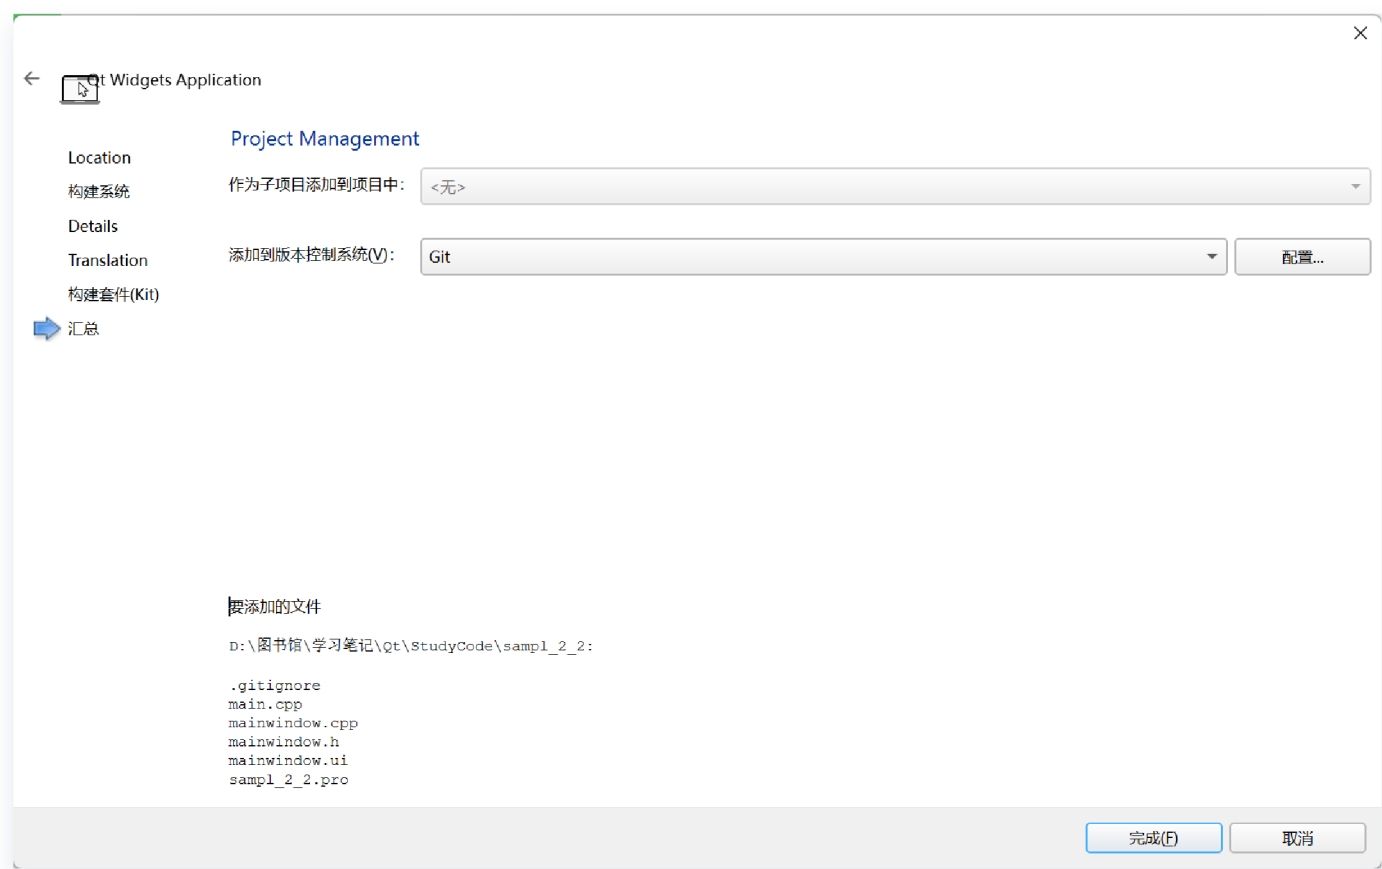 Qt Widgets Application
Project Management
Location
构建系统
Details
Translation
构建套件(Kit)
汇总
作为子项目添加到项目中：
<无>
添加到版本控制系统(V)：
Git
配置...
要添加的文件
D:\图书馆\学习笔记\Qt\StudyCode\sampl_2_2:
.gitignore
main.cpp
mainwindow.cpp
mainwindow.h
mainwindow.ui
sampl_2_2.pro
完成(F)
取消